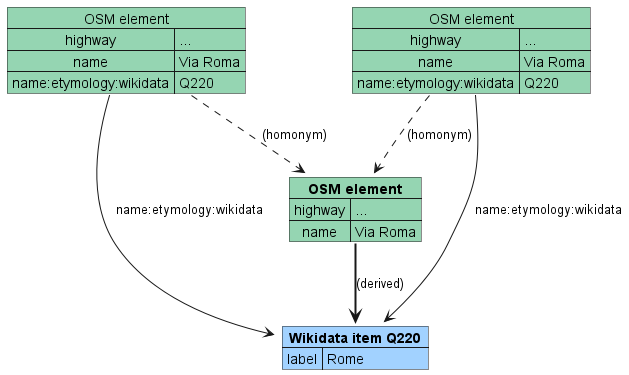 OSM element
highway ...
name Via Roma
name:etymology:wikidata Q220
OSM element
highway ...
name Via Roma
name:etymology:wikidata Q220
(homonym)
(homonym)
OSM element
highway ...
name Via Roma
name:etymology:wikidata
name:etymology:wikidata
(derived)
Wikidata item Q220
label Rome